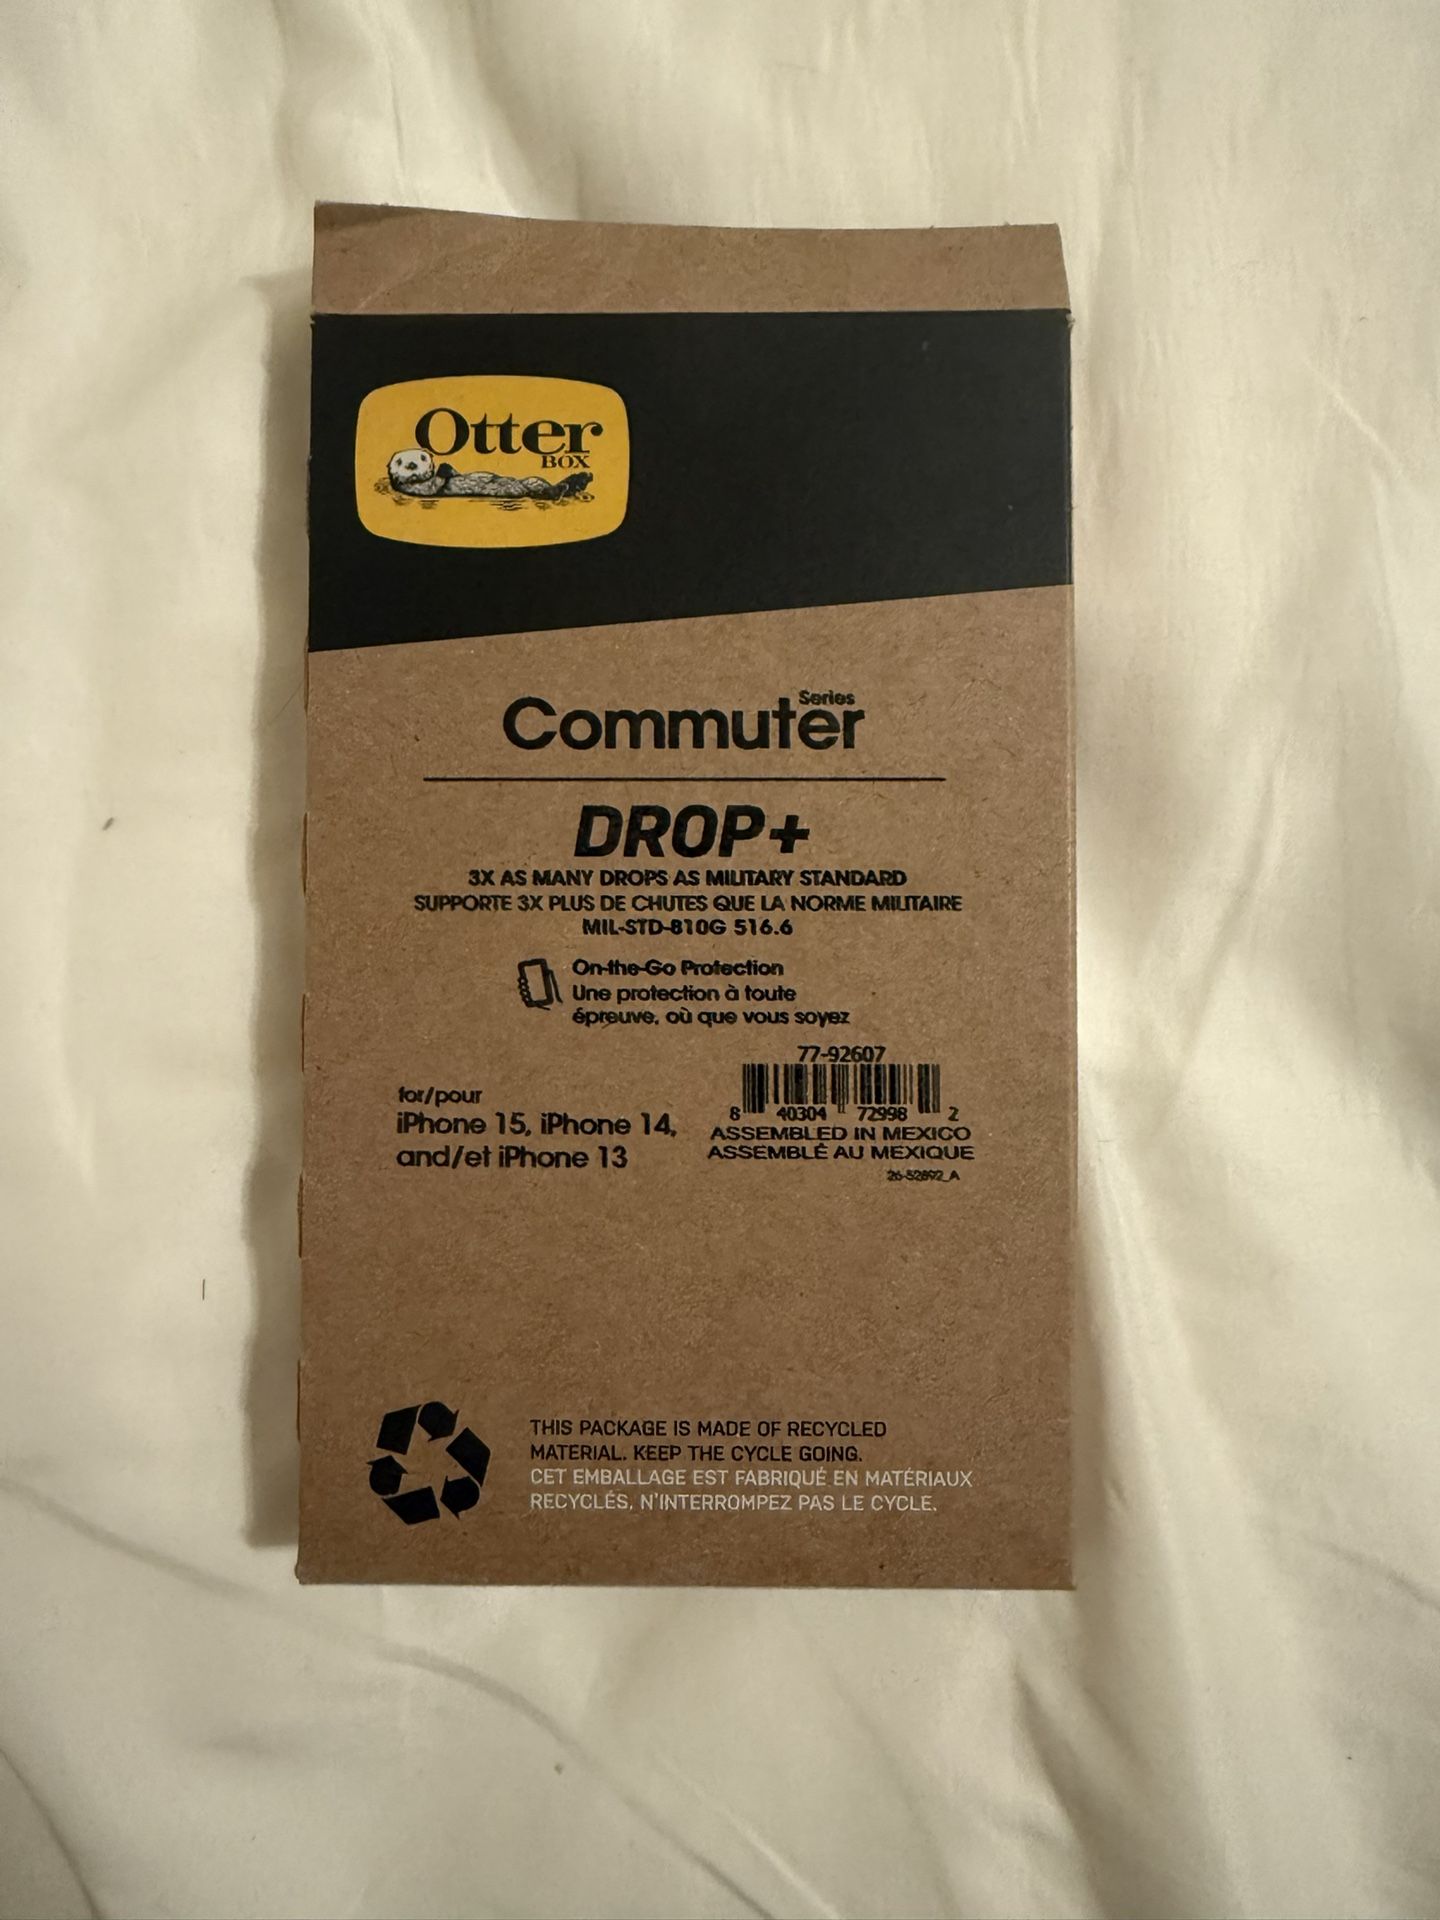 Otter
BOX
Commuter Series
DROP+
3X AS MANY DROPS AS MILITARY STANDARD
SUPPORTE 3X PLUS DE CHUTES QUE LA NORME MILITAIRE
MIL-STD-810G 516.6
On-the-Go Protection
Une protection à toute
épreuve, où que vous soyez
77-92607
8 40304 72998 2
for/pour
iPhone 15, iPhone 14,
and/et iPhone 13
ASSEMBLED IN MEXICO
ASSEMBLÉ AU MEXIQUE
26-52892_A
THIS PACKAGE IS MADE OF RECYCLED
MATERIAL. KEEP THE CYCLE GOING.
CET EMBALLAGE EST FABRIQUÉ EN MATÉRIAUX
RECYCLÉS, N'INTERROMPEZ PAS LE CYCLE.